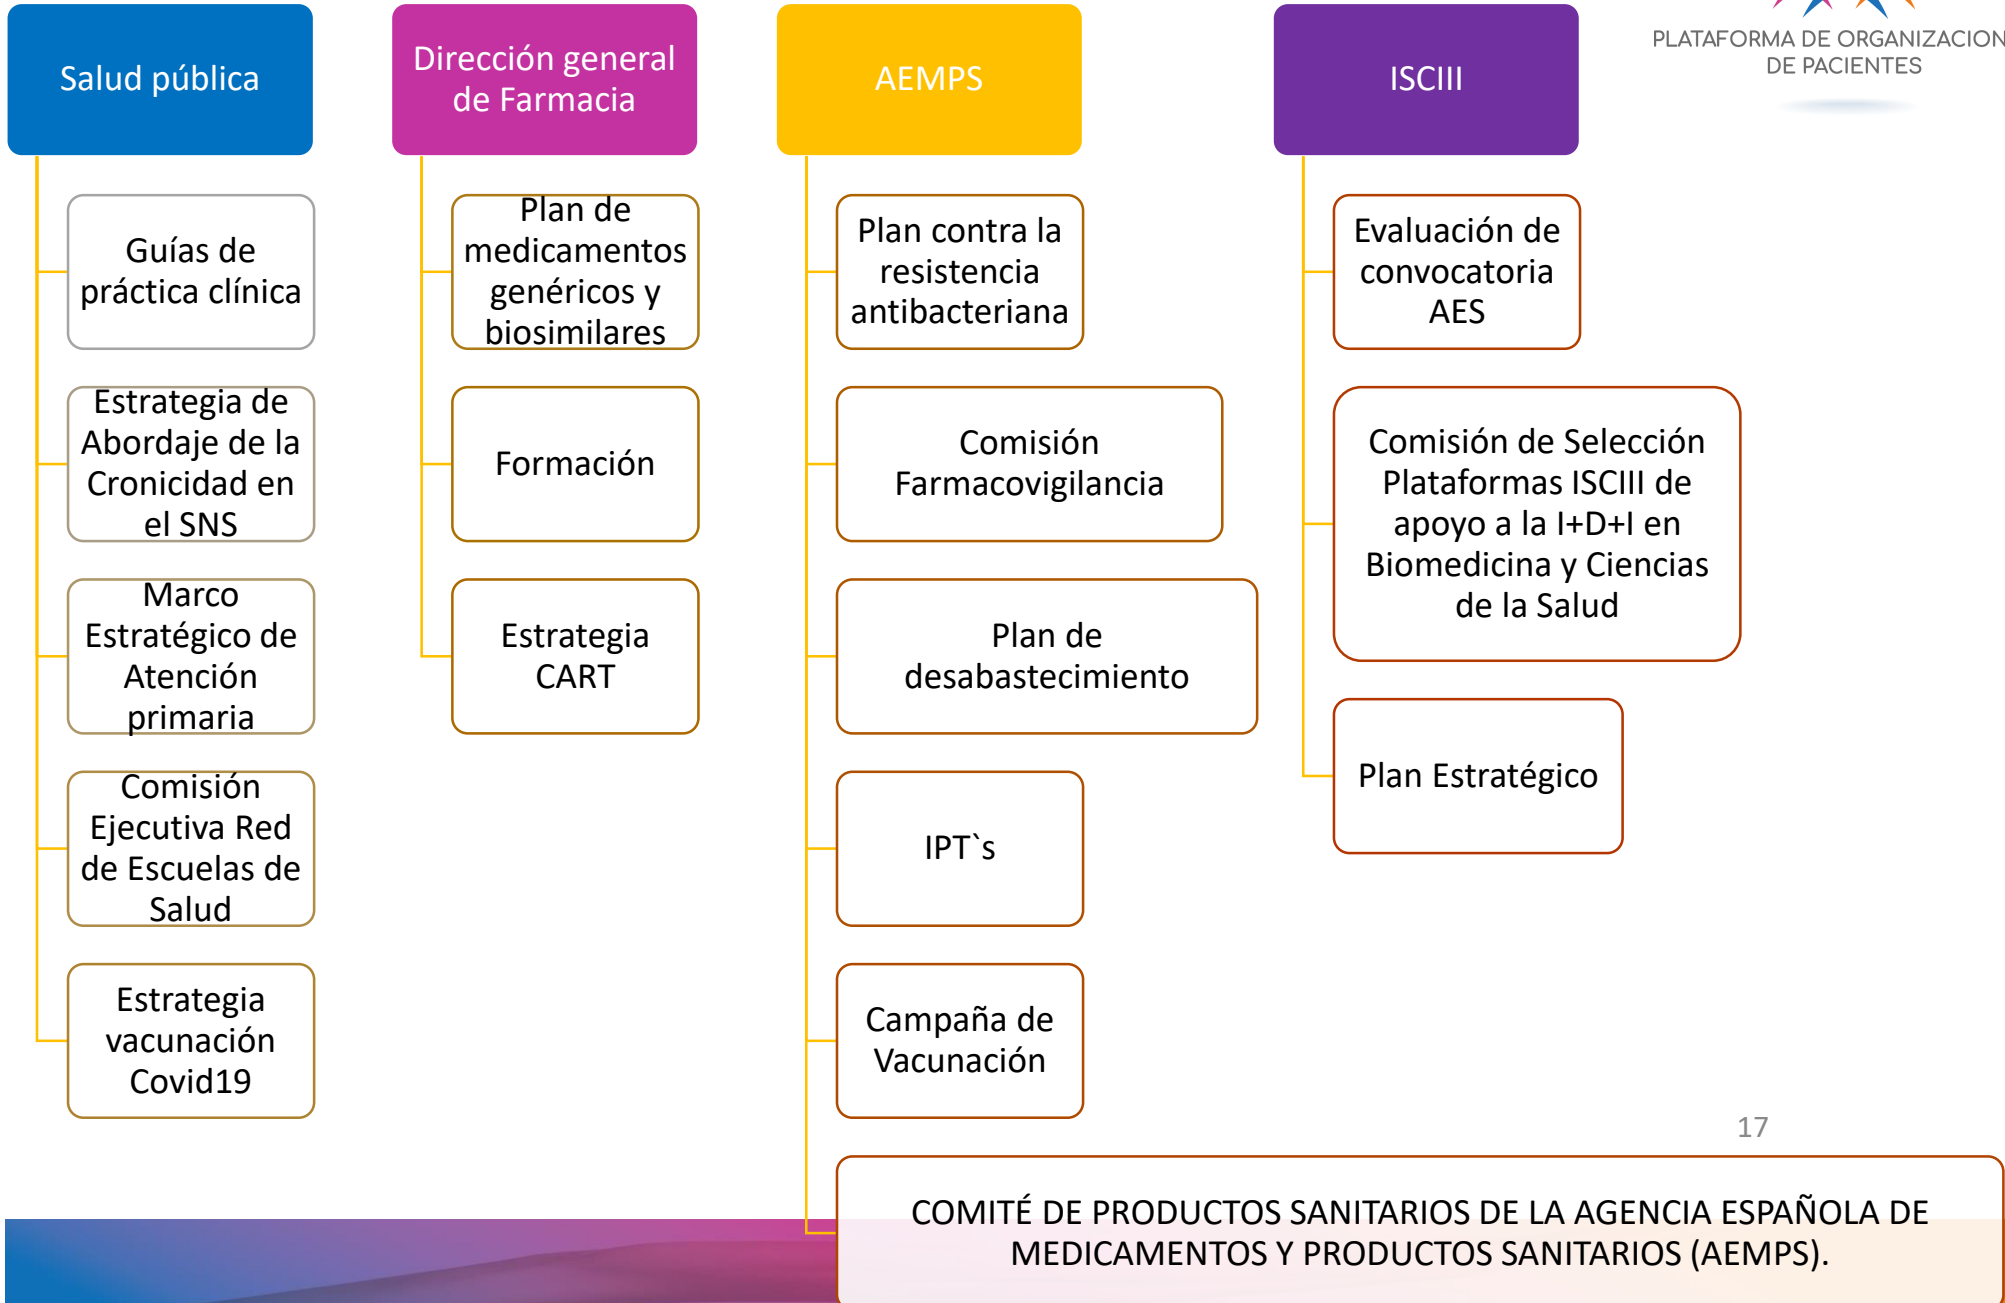 PLATAFORMA DE ORGANIZACION
DE PACIENTES
Salud pública
Guías de
práctica clínica
Estrategia de
Abordaje de la
Cronicidad en
el SNS
Marco
Estratégico de
Atención
primaria
Comisión
Ejecutiva Red
de Escuelas de
Salud
Estrategia
vacunación
Covid19
Dirección general
de Farmacia
Plan de
medicamentos
genéricos y
biosimilares
Formación
Estrategia
CART
AEMPS
Plan contra la
resistencia
antibacteriana
Comisión
Farmacovigilancia
Plan de
desabastecimiento
IPT`s
Campaña de
Vacunación
COMITÉ DE PRODUCTOS SANITARIOS DE LA AGENCIA ESPAÑOLA DE
MEDICAMENTOS Y PRODUCTOS SANITARIOS (AEMPS).
ISCIII
Evaluación de
convocatoria
AES
Comisión de Selección
Plataformas ISCIII de
apoyo a la I+D+I en
Biomedicina y Ciencias
de la Salud
Plan Estratégico
17